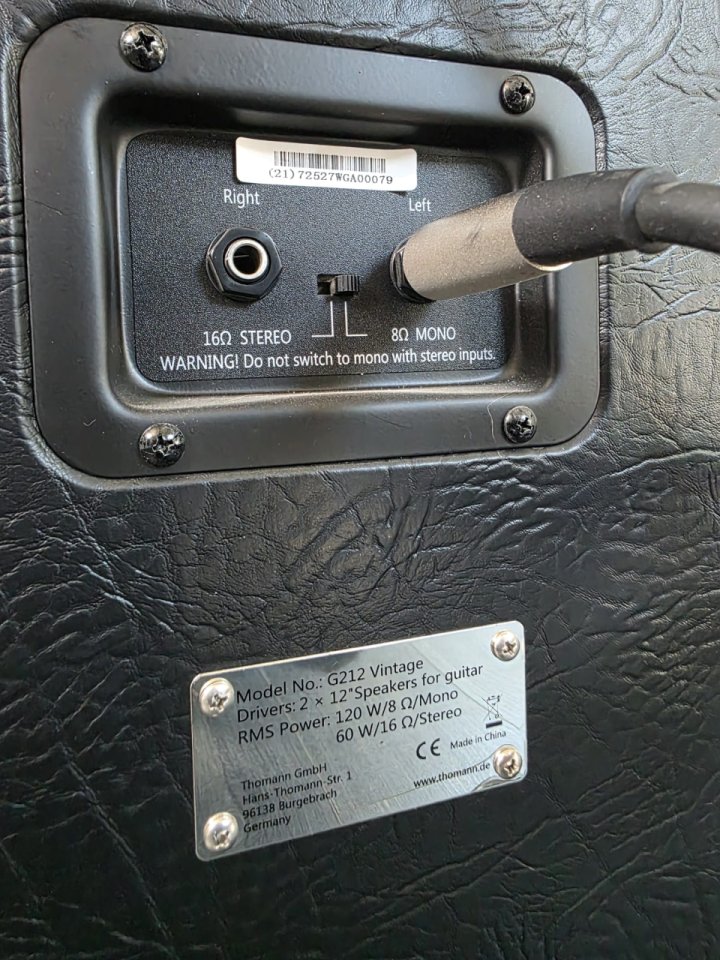 (21)72527WGA00079
Right
Left
16Ω STEREO
8Ω MONO
WARNING! Do not switch to mono with stereo inputs.
Model No.: G212 Vintage
Drivers: 2 × 12"Speakers for guitar
RMS Power: 120 W/8 Ω/Mono
60 W/16 Ω/Stereo
CE Made in China
Thomann GmbH
Hans-Thomann-Str. 1
96138 Burgebrach
Germany
www.thomann.de